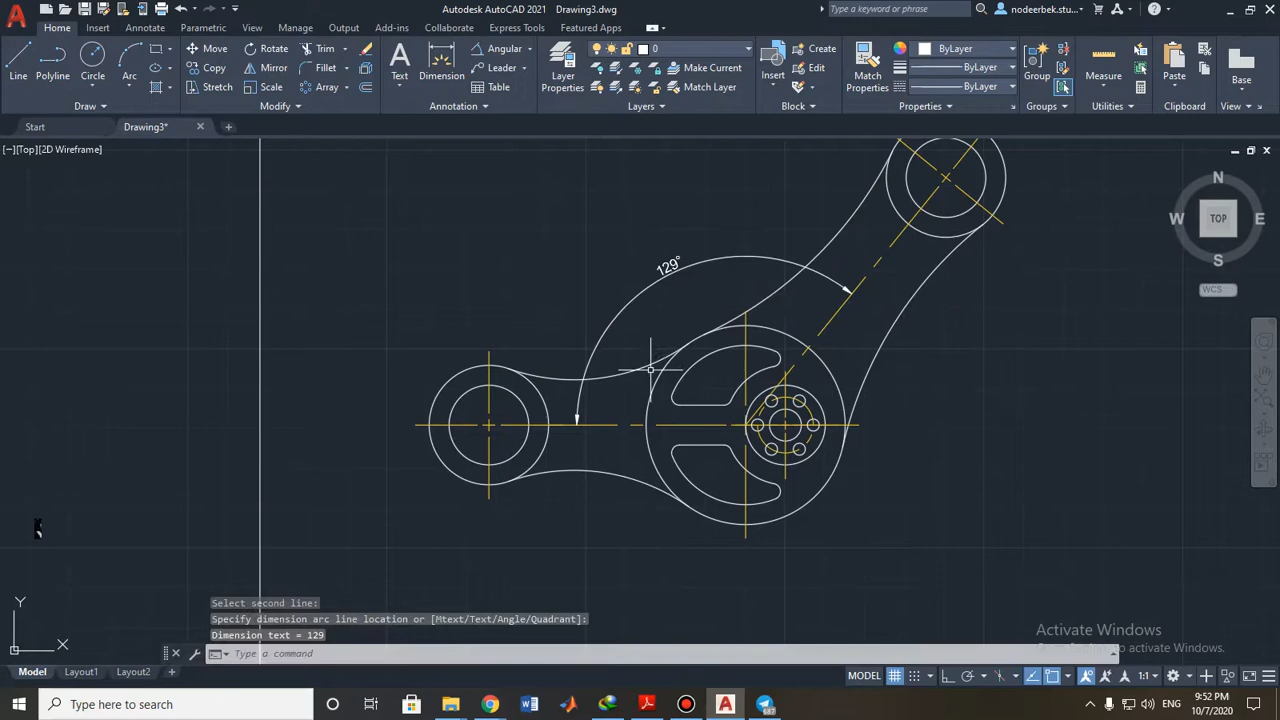 Autodesk AutoCAD 2021 Drawing3.dwg
Type a keyword or phrase
nodeerbek.stu...
Home Insert Annotate Parametric View Manage Output Add-ins Collaborate Express Tools Featured Apps
Line Polyline Circle Arc
Move Rotate Trim
Copy Mirror Fillet
Stretch Scale Array
Text Dimension
Angular
Leader
Table
Layer Properties
0
Make Current
Match Layer
Insert
Create
Edit
Match Properties
ByLayer
ByLayer
ByLayer
Group
Measure
Paste
Base
Draw Modify Annotation Layers Block Properties Groups Utilities Clipboard View
Start Drawing3*
[−][Top][2D Wireframe]
N
W TOP E
S
WCS
129°
Select second line:
Specify dimension arc line location or [Mtext/Text/Angle/Quadrant]:
Dimension text = 129
Type a command
Y
X
Activate Windows
Go to Settings to activate Windows.
Model Layout1 Layout2
MODEL
1:1
Type here to search
687
ENG
9:52 PM
10/7/2020